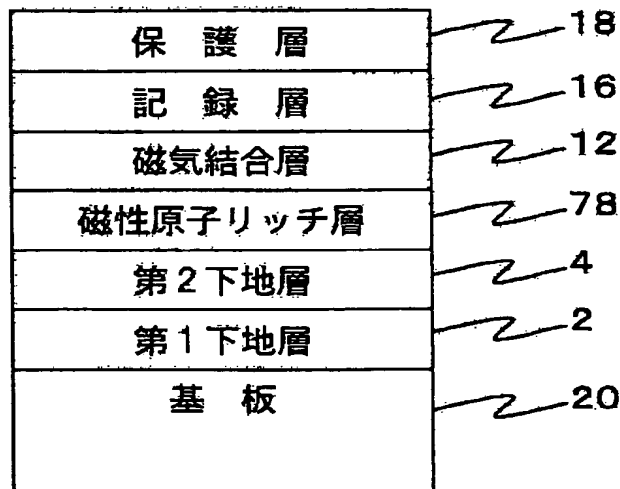 保護層 18
記録層 16
磁気結合層 12
磁性原子リッチ層 78
第2下地層 4
第1下地層 2
基板 20